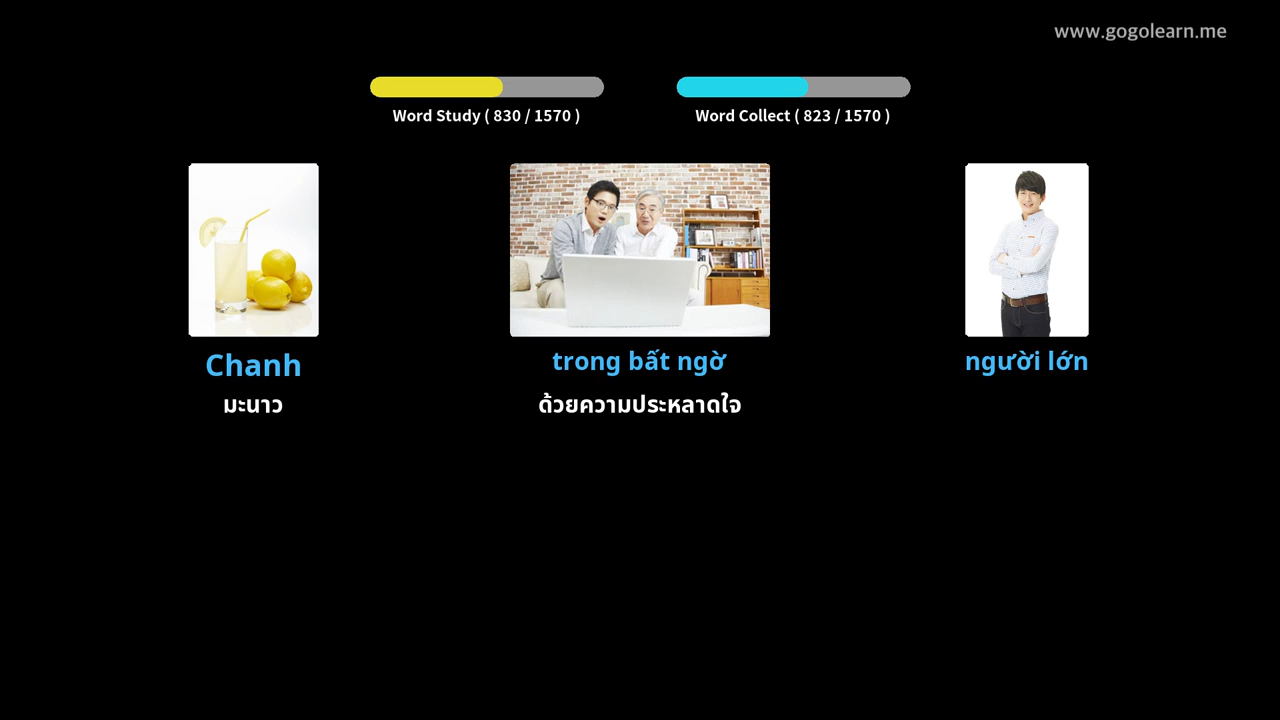 www.gogolearn.me
Word Study ( 830 / 1570 )
Word Collect ( 823 / 1570 )
Chanh
trong bất ngờ
người lớn
มะนาว
ด้วยความประหลาดใจ